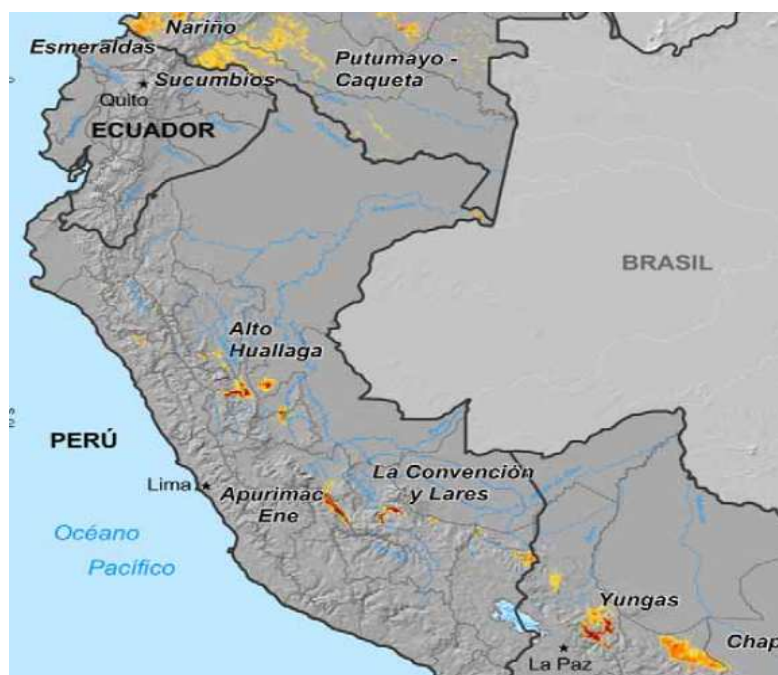 Nariño
Esmeraldas
Putumayo -
Caqueta
Sucumbios
Quito
ECUADOR
BRASIL
Alto
Huallaga
PERÚ
La Convención
y Lares
Lima
Apurimac
Ene
Océano
Pacífico
Yungas
Chap
La Paz